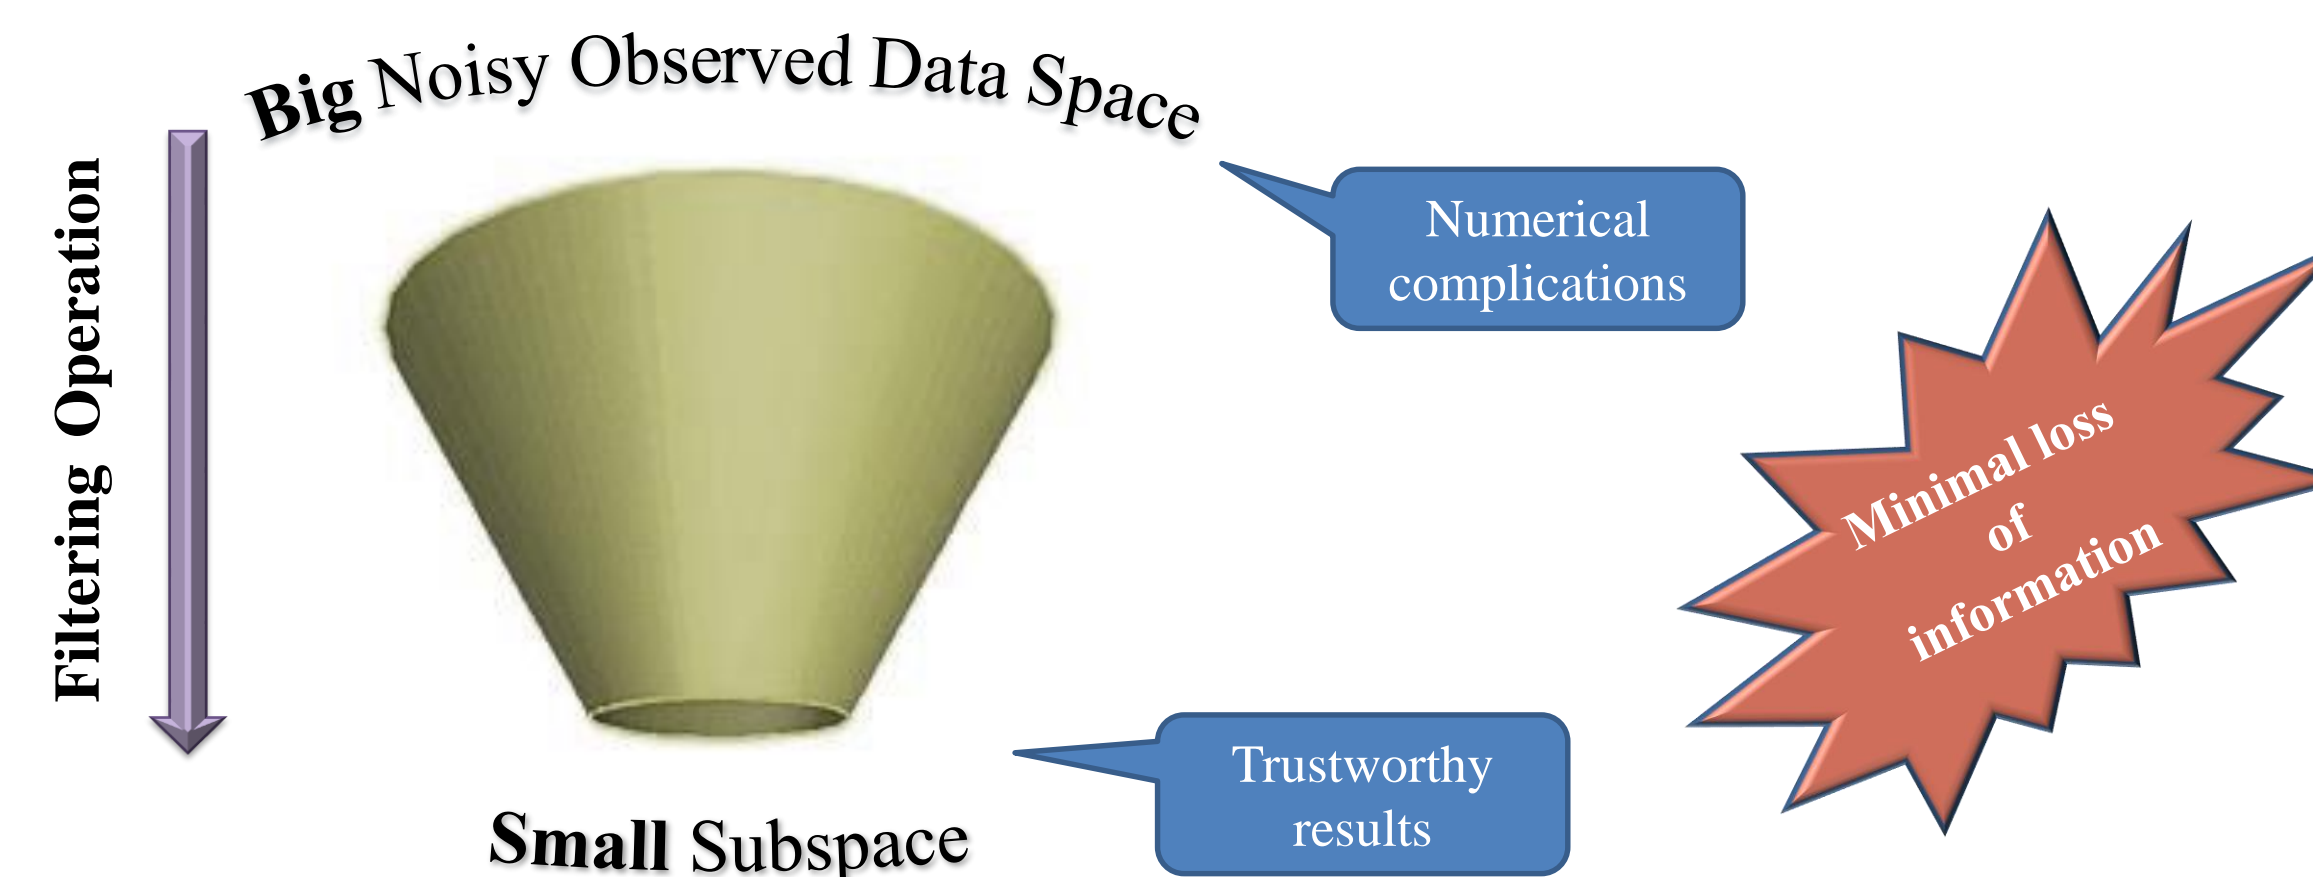 Big Noisy Observed Data Space
Filtering Operation
Numerical
complications
Minimal loss
of
information
Trustworthy
results
Small Subspace